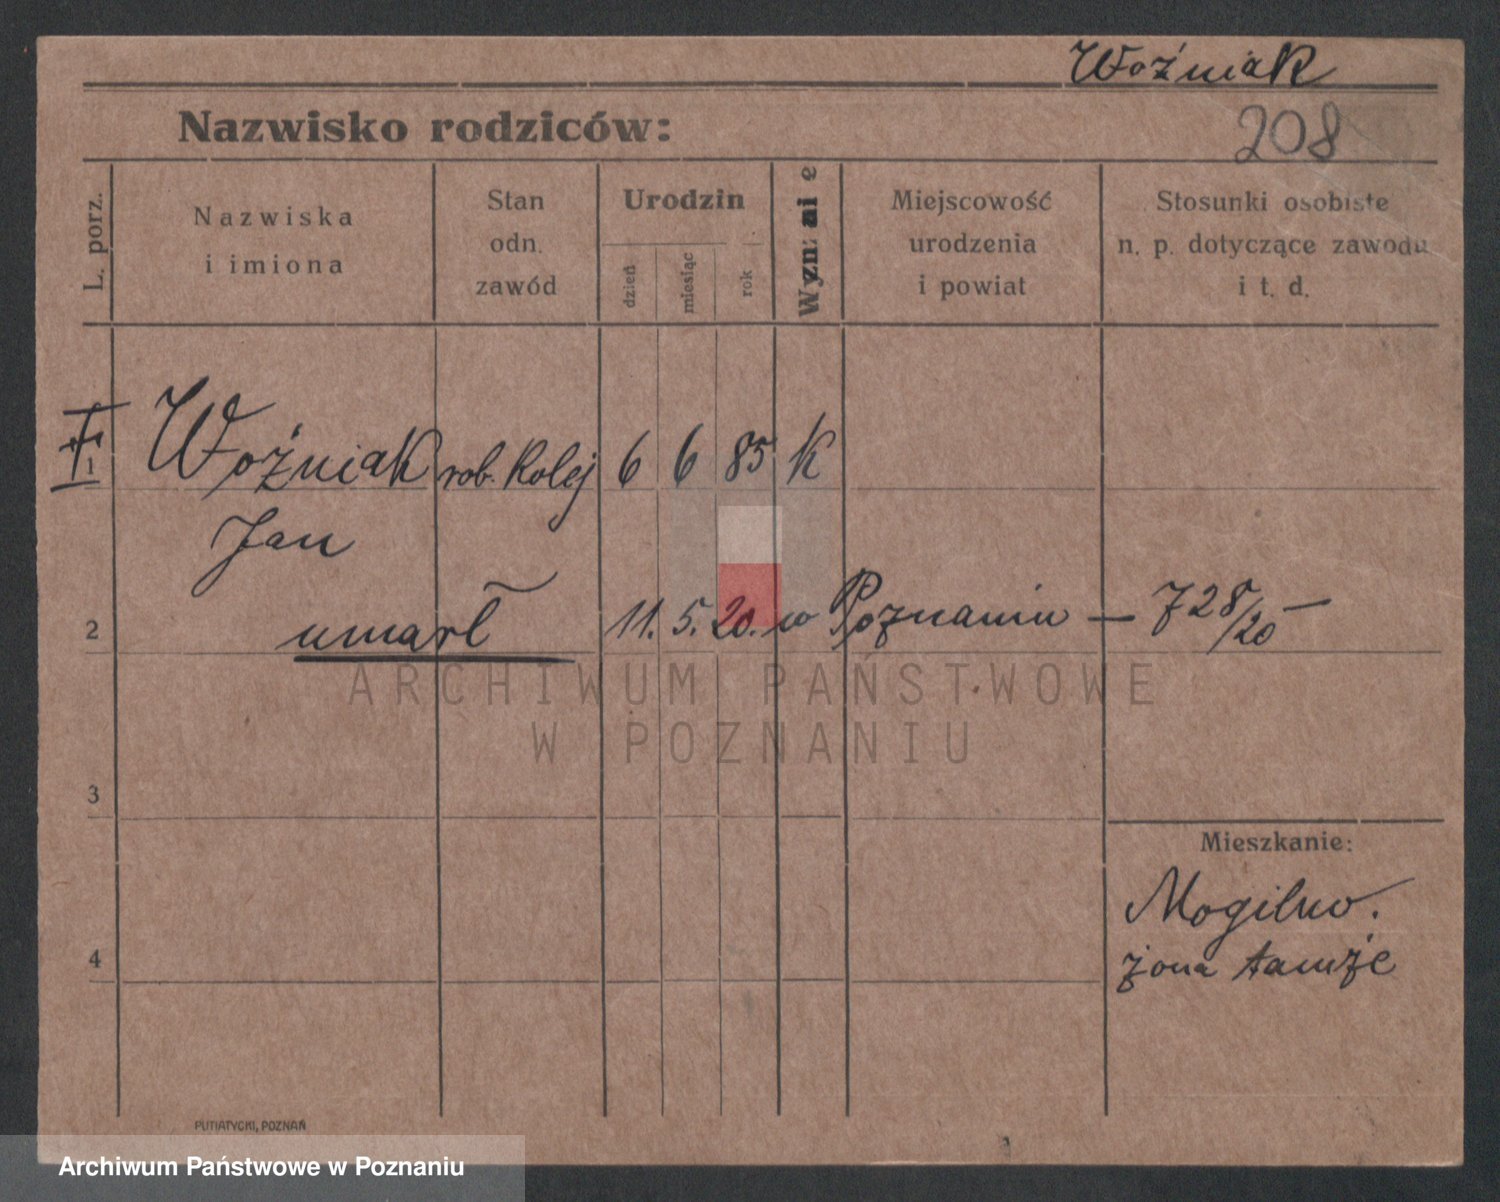 Woźniak
Nazwisko rodziców:
208
L. porz.
Nazwiska
i imiona
Stan
odn.
zawód
Urodzin
dzień
miesiąc
rok
Wyznanie
Miejscowość
urodzenia
i powiat
Stosunki osobiste
n. p. dotyczące zawodu
i t. d.
1 Woźniak rob. kolej 6 6 85 k
Jan
2 umarł 11. 5. 20. w Poznaniu — 728/20 —
ARCHIWUM PAŃSTWOWE
W POZNANIU
3
Mieszkanie:
Mogilno.
żona tamże
4
PUTIATYCKI, POZNAŃ
Archiwum Państwowe w Poznaniu